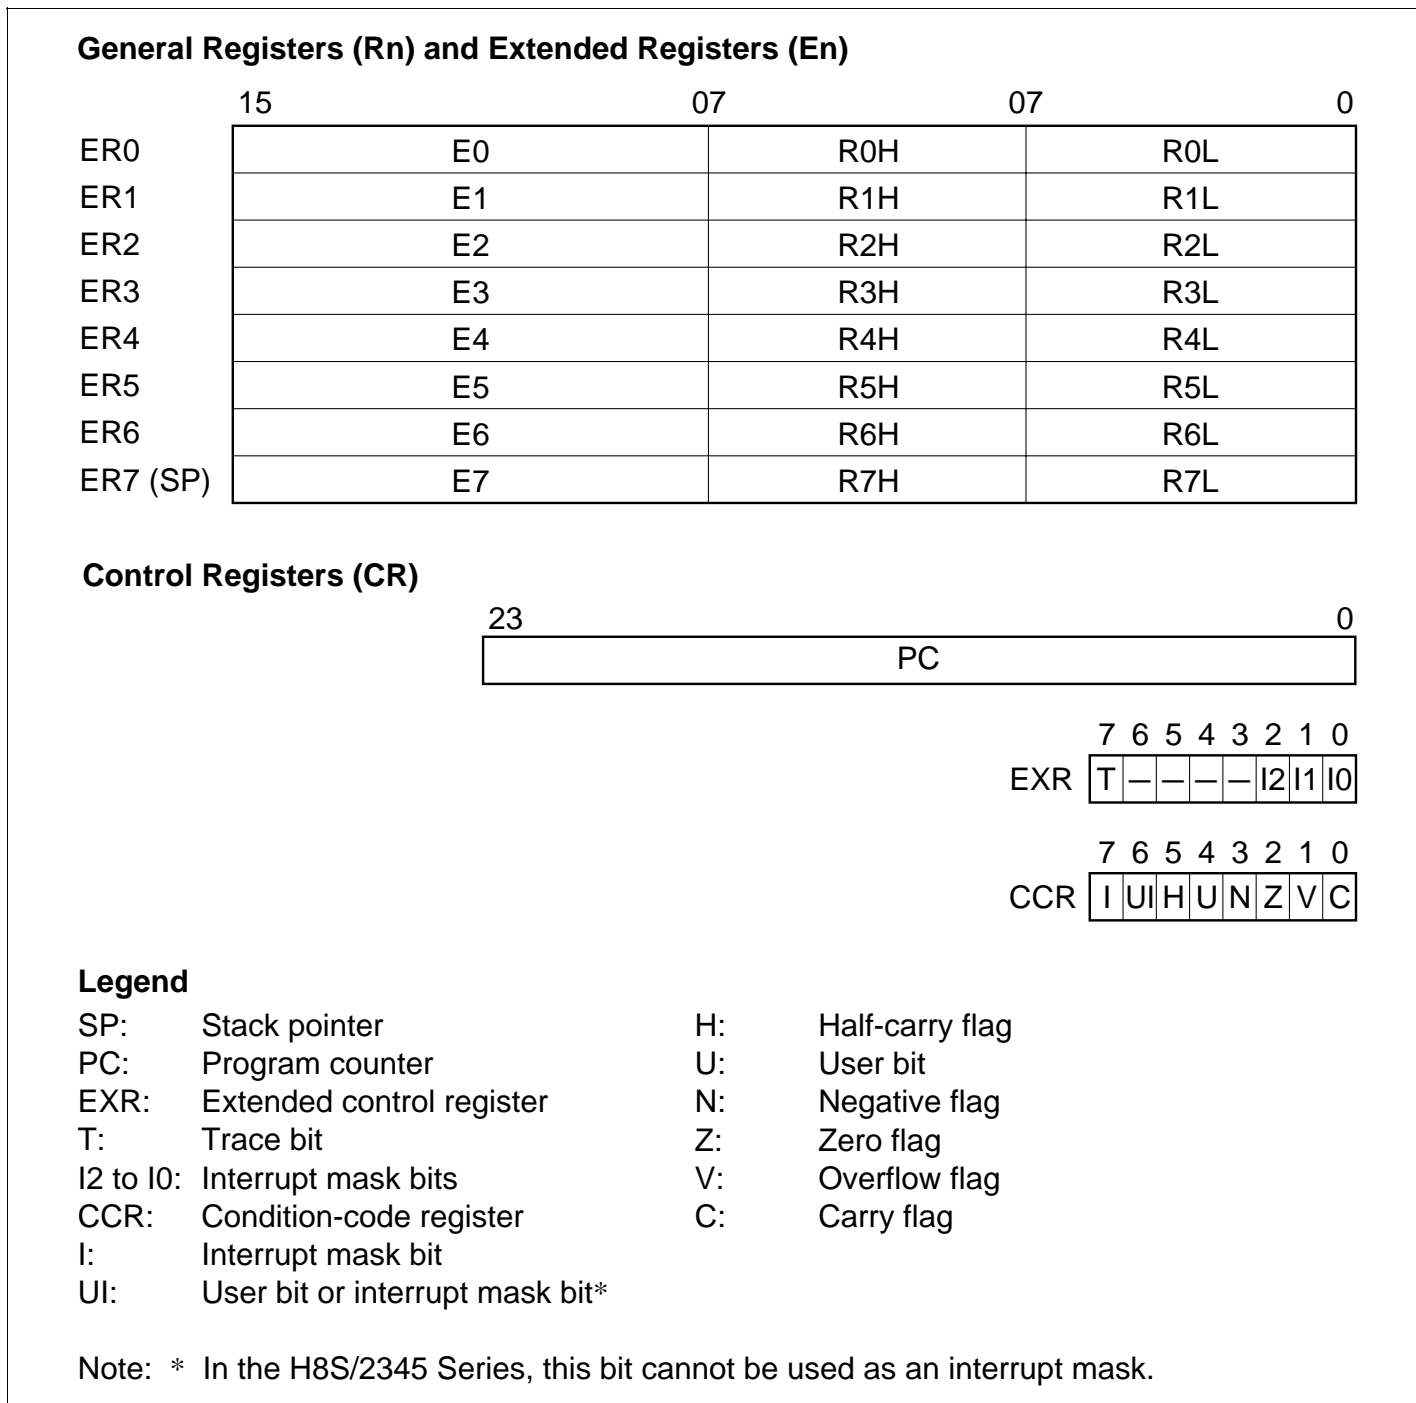 General Registers (Rn) and Extended Registers (En)
15 07 07 0
ER0 E0 R0H R0L
ER1 E1 R1H R1L
ER2 E2 R2H R2L
ER3 E3 R3H R3L
ER4 E4 R4H R4L
ER5 E5 R5H R5L
ER6 E6 R6H R6L
ER7 (SP) E7 R7H R7L
Control Registers (CR)
23 0
PC
7 6 5 4 3 2 1 0
EXR T — — — — I2 I1 I0
7 6 5 4 3 2 1 0
CCR I UI H U N Z V C
Legend
SP: Stack pointer H: Half-carry flag
PC: Program counter U: User bit
EXR: Extended control register N: Negative flag
T: Trace bit Z: Zero flag
I2 to I0: Interrupt mask bits V: Overflow flag
CCR: Condition-code register C: Carry flag
I: Interrupt mask bit
UI: User bit or interrupt mask bit*
Note: * In the H8S/2345 Series, this bit cannot be used as an interrupt mask.